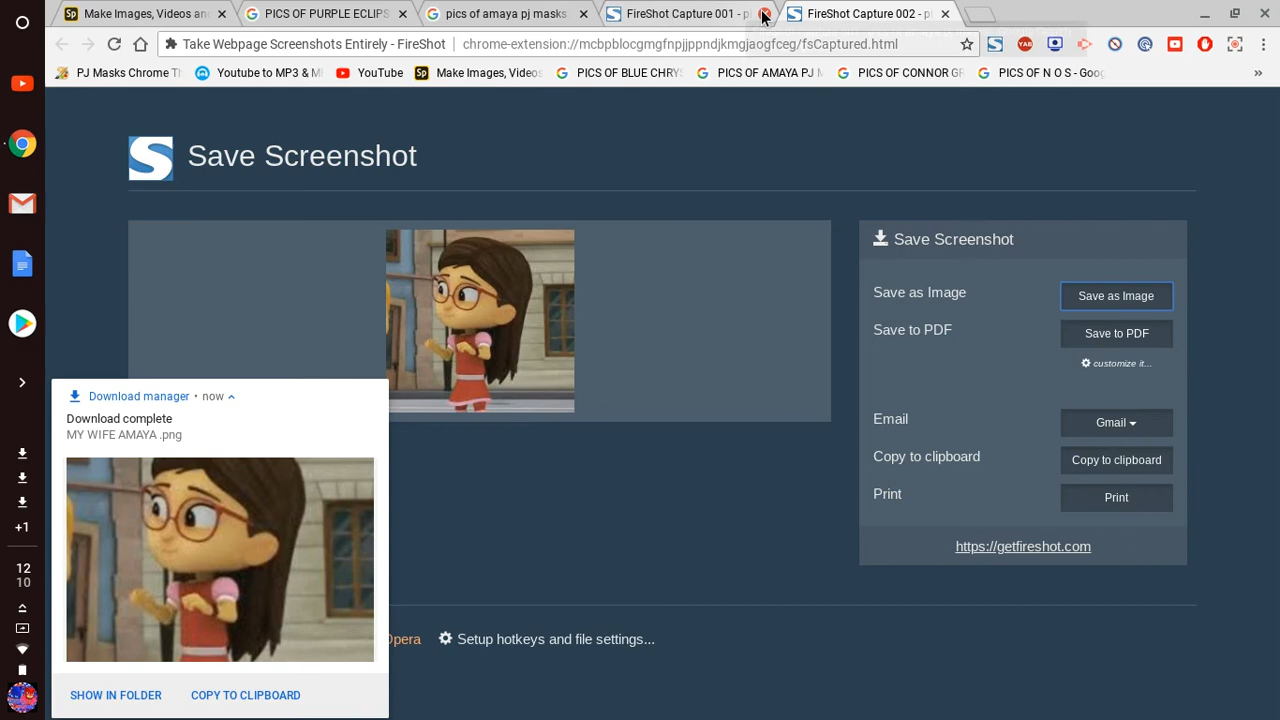 Make Images, Videos an
PICS OF PURPLE ECLIPS
pics of amaya pj masks
FireShot Capture 001 - p
FireShot Capture 002 - p
Take Webpage Screenshots Entirely - FireShot
chrome-extension://mcbpblocgmgfnpjjppndjkmgjaogfceg/fsCaptured.html
PJ Masks Chrome Th
Youtube to MP3 & M
YouTube
Make Images, Videos
PICS OF BLUE CHRYS
PICS OF AMAYA PJ M
PICS OF CONNOR GR
PICS OF N O S - Goog
Save Screenshot
Save Screenshot
Save as Image
Save as Image
Save to PDF
Save to PDF
customize it...
Email
Gmail
Copy to clipboard
Copy to clipboard
Print
Print
https://getfireshot.com
Opera
Setup hotkeys and file settings...
Download manager • now
Download complete
MY WIFE AMAYA .png
SHOW IN FOLDER
COPY TO CLIPBOARD
+1
12
10